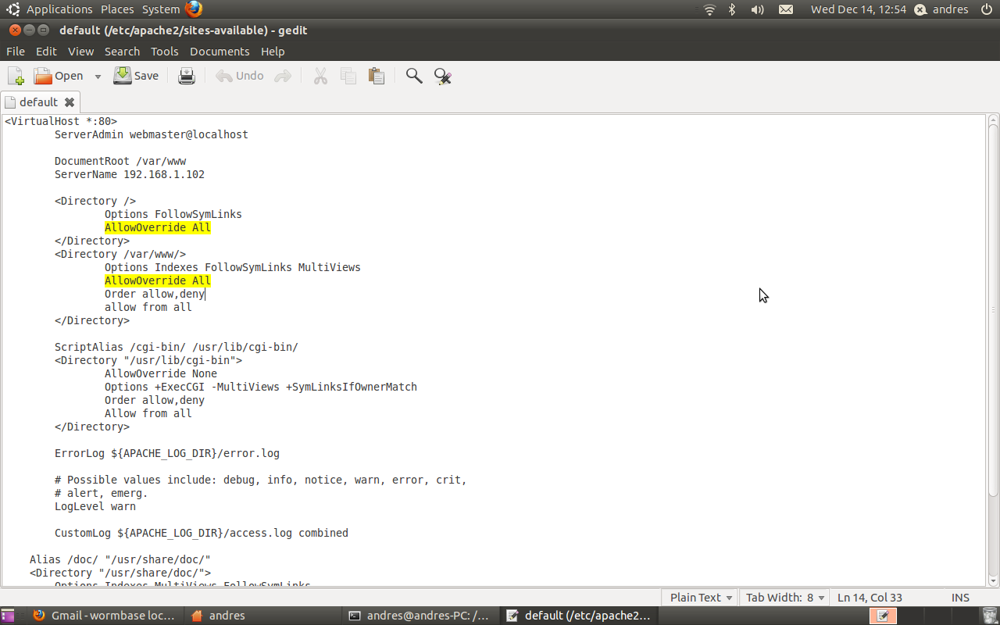 Applications Places System Wed Dec 14, 12:54 andres
default (/etc/apache2/sites-available) - gedit
File Edit View Search Tools Documents Help
Open Save Undo
default
<VirtualHost *:80>
        ServerAdmin webmaster@localhost

        DocumentRoot /var/www
        ServerName 192.168.1.102

        <Directory />
                Options FollowSymLinks
                AllowOverride All
        </Directory>
        <Directory /var/www/>
                Options Indexes FollowSymLinks MultiViews
                AllowOverride All
                Order allow,deny
                allow from all
        </Directory>

        ScriptAlias /cgi-bin/ /usr/lib/cgi-bin/
        <Directory "/usr/lib/cgi-bin">
                AllowOverride None
                Options +ExecCGI -MultiViews +SymLinksIfOwnerMatch
                Order allow,deny
                Allow from all
        </Directory>

        ErrorLog ${APACHE_LOG_DIR}/error.log

        # Possible values include: debug, info, notice, warn, error, crit,
        # alert, emerg.
        LogLevel warn

        CustomLog ${APACHE_LOG_DIR}/access.log combined

    Alias /doc/ "/usr/share/doc/"
    <Directory "/usr/share/doc/">
        Options Indexes MultiViews FollowSymLinks
Plain Text Tab Width: 8 Ln 14, Col 33 INS
Gmail - wormbase loc... andres andres@andres-PC: /... default (/etc/apache2...